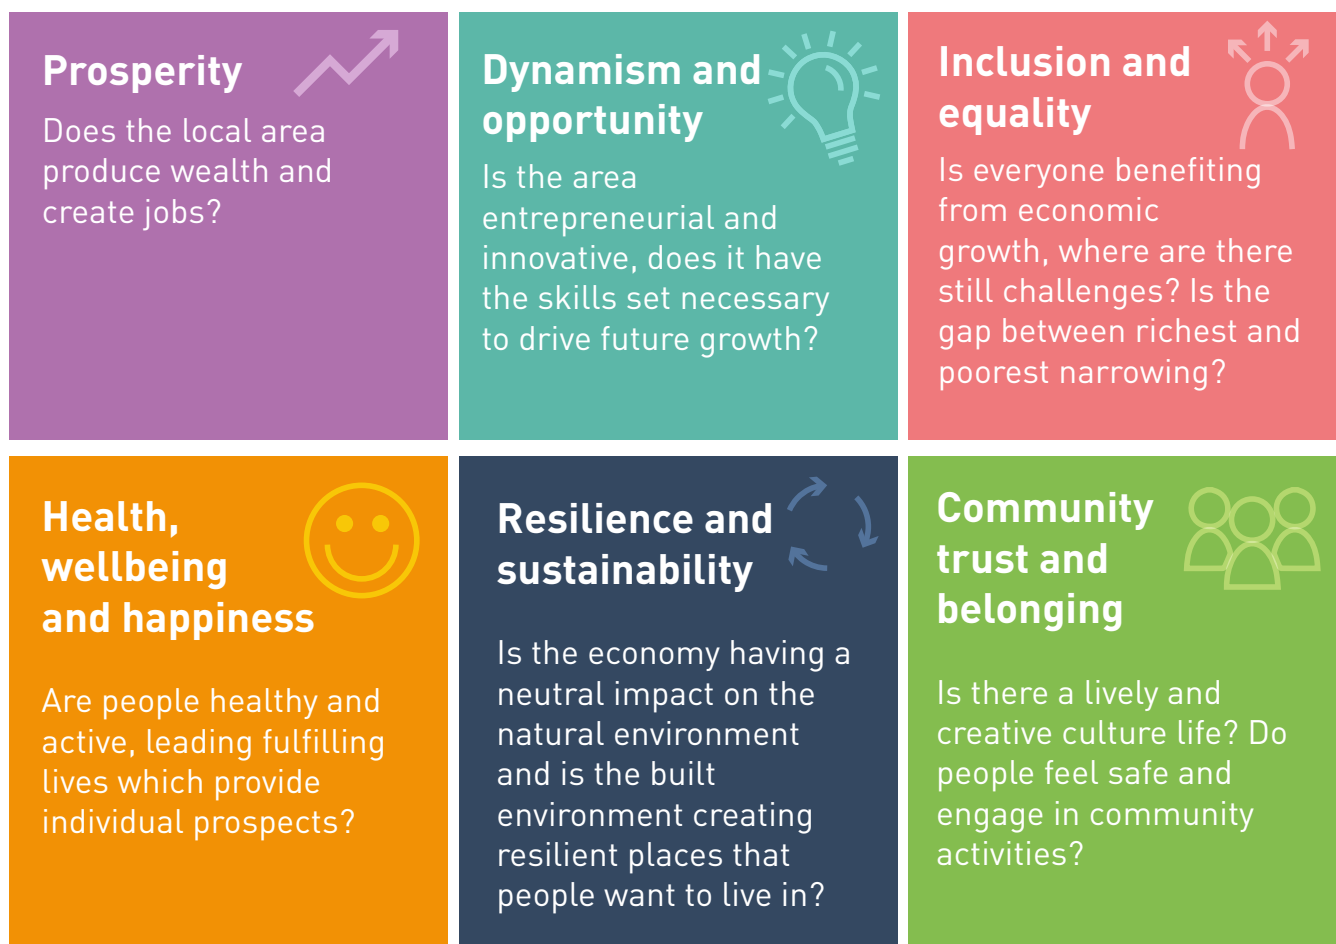 Prosperity
Does the local area
produce wealth and
create jobs?
Dynamism and
opportunity
Is the area
entrepreneurial and
innovative, does it have
the skills set necessary
to drive future growth?
Inclusion and
equality
Is everyone benefiting
from economic
growth, where are there
still challenges? Is the
gap between richest and
poorest narrowing?
Health,
wellbeing
and happiness
Are people healthy and
active, leading fulfilling
lives which provide
individual prospects?
Resilience and
sustainability
Is the economy having a
neutral impact on the
natural environment
and is the built
environment creating
resilient places that
people want to live in?
Community
trust and
belonging
Is there a lively and
creative culture life? Do
people feel safe and
engage in community
activities?